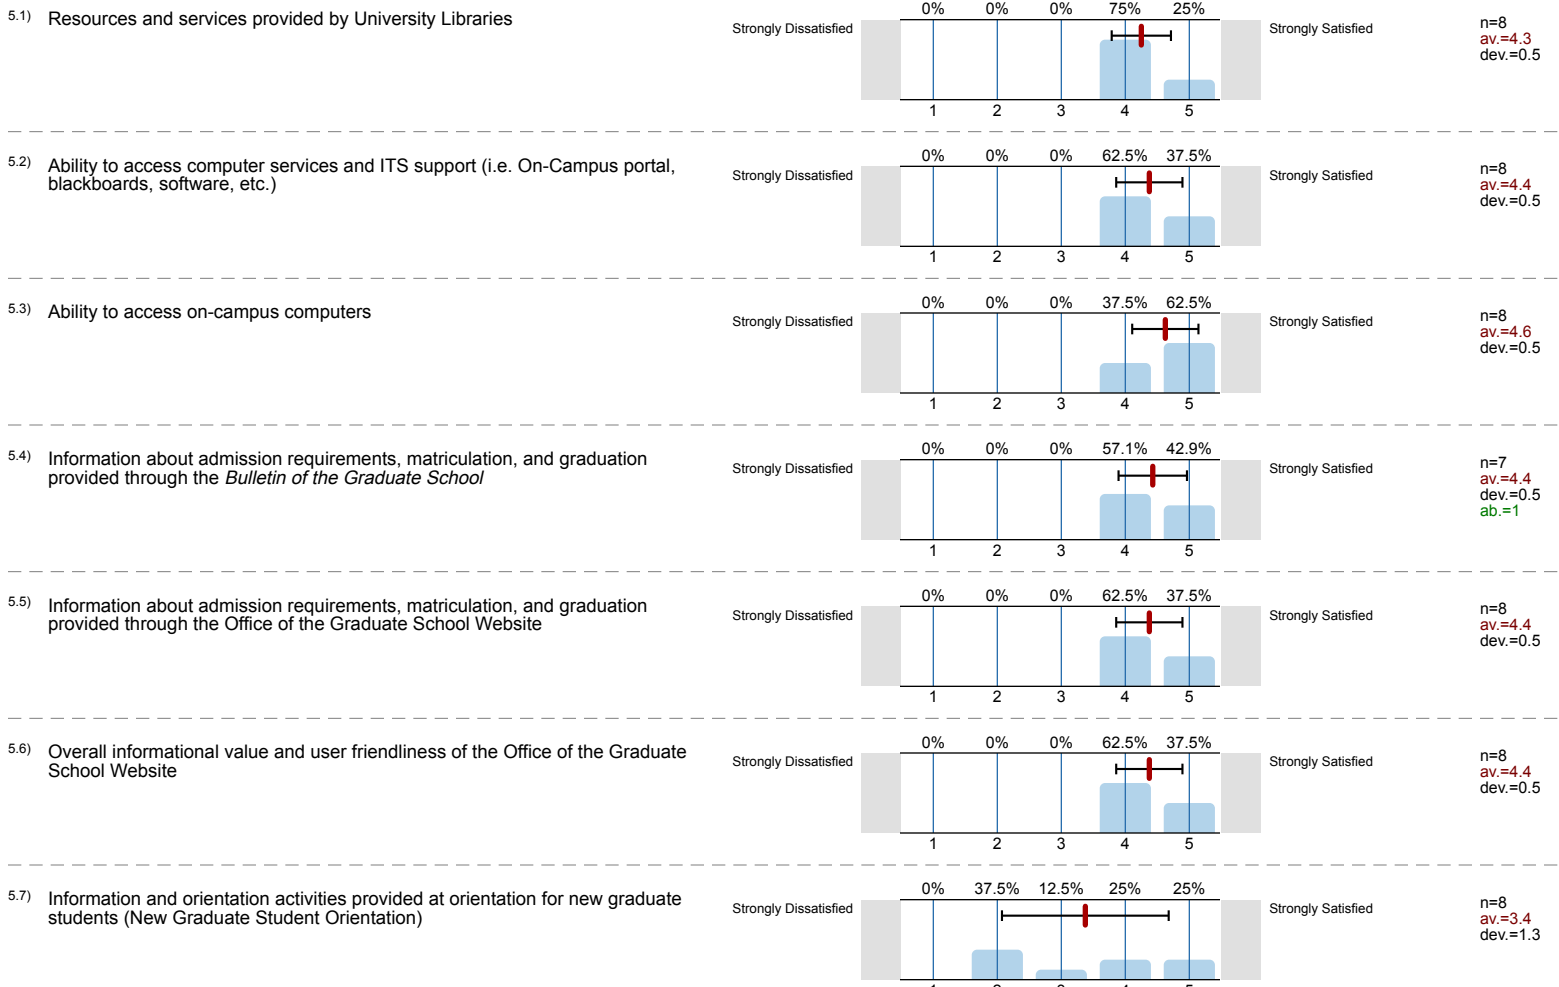 5.1) Resources and services provided by University Libraries
Strongly Dissatisfied
0% 0% 0% 75% 25%
1 2 3 4 5
Strongly Satisfied
n=8
av.=4.3
dev.=0.5
5.2) Ability to access computer services and ITS support (i.e. On-Campus portal,
blackboards, software, etc.)
Strongly Dissatisfied
0% 0% 0% 62.5% 37.5%
1 2 3 4 5
Strongly Satisfied
n=8
av.=4.4
dev.=0.5
5.3) Ability to access on-campus computers
Strongly Dissatisfied
0% 0% 0% 37.5% 62.5%
1 2 3 4 5
Strongly Satisfied
n=8
av.=4.6
dev.=0.5
5.4) Information about admission requirements, matriculation, and graduation
provided through the Bulletin of the Graduate School
Strongly Dissatisfied
0% 0% 0% 57.1% 42.9%
1 2 3 4 5
Strongly Satisfied
n=7
av.=4.4
dev.=0.5
ab.=1
5.5) Information about admission requirements, matriculation, and graduation
provided through the Office of the Graduate School Website
Strongly Dissatisfied
0% 0% 0% 62.5% 37.5%
1 2 3 4 5
Strongly Satisfied
n=8
av.=4.4
dev.=0.5
5.6) Overall informational value and user friendliness of the Office of the Graduate
School Website
Strongly Dissatisfied
0% 0% 0% 62.5% 37.5%
1 2 3 4 5
Strongly Satisfied
n=8
av.=4.4
dev.=0.5
5.7) Information and orientation activities provided at orientation for new graduate
students (New Graduate Student Orientation)
Strongly Dissatisfied
0% 37.5% 12.5% 25% 25%
Strongly Satisfied
n=8
av.=3.4
dev.=1.3